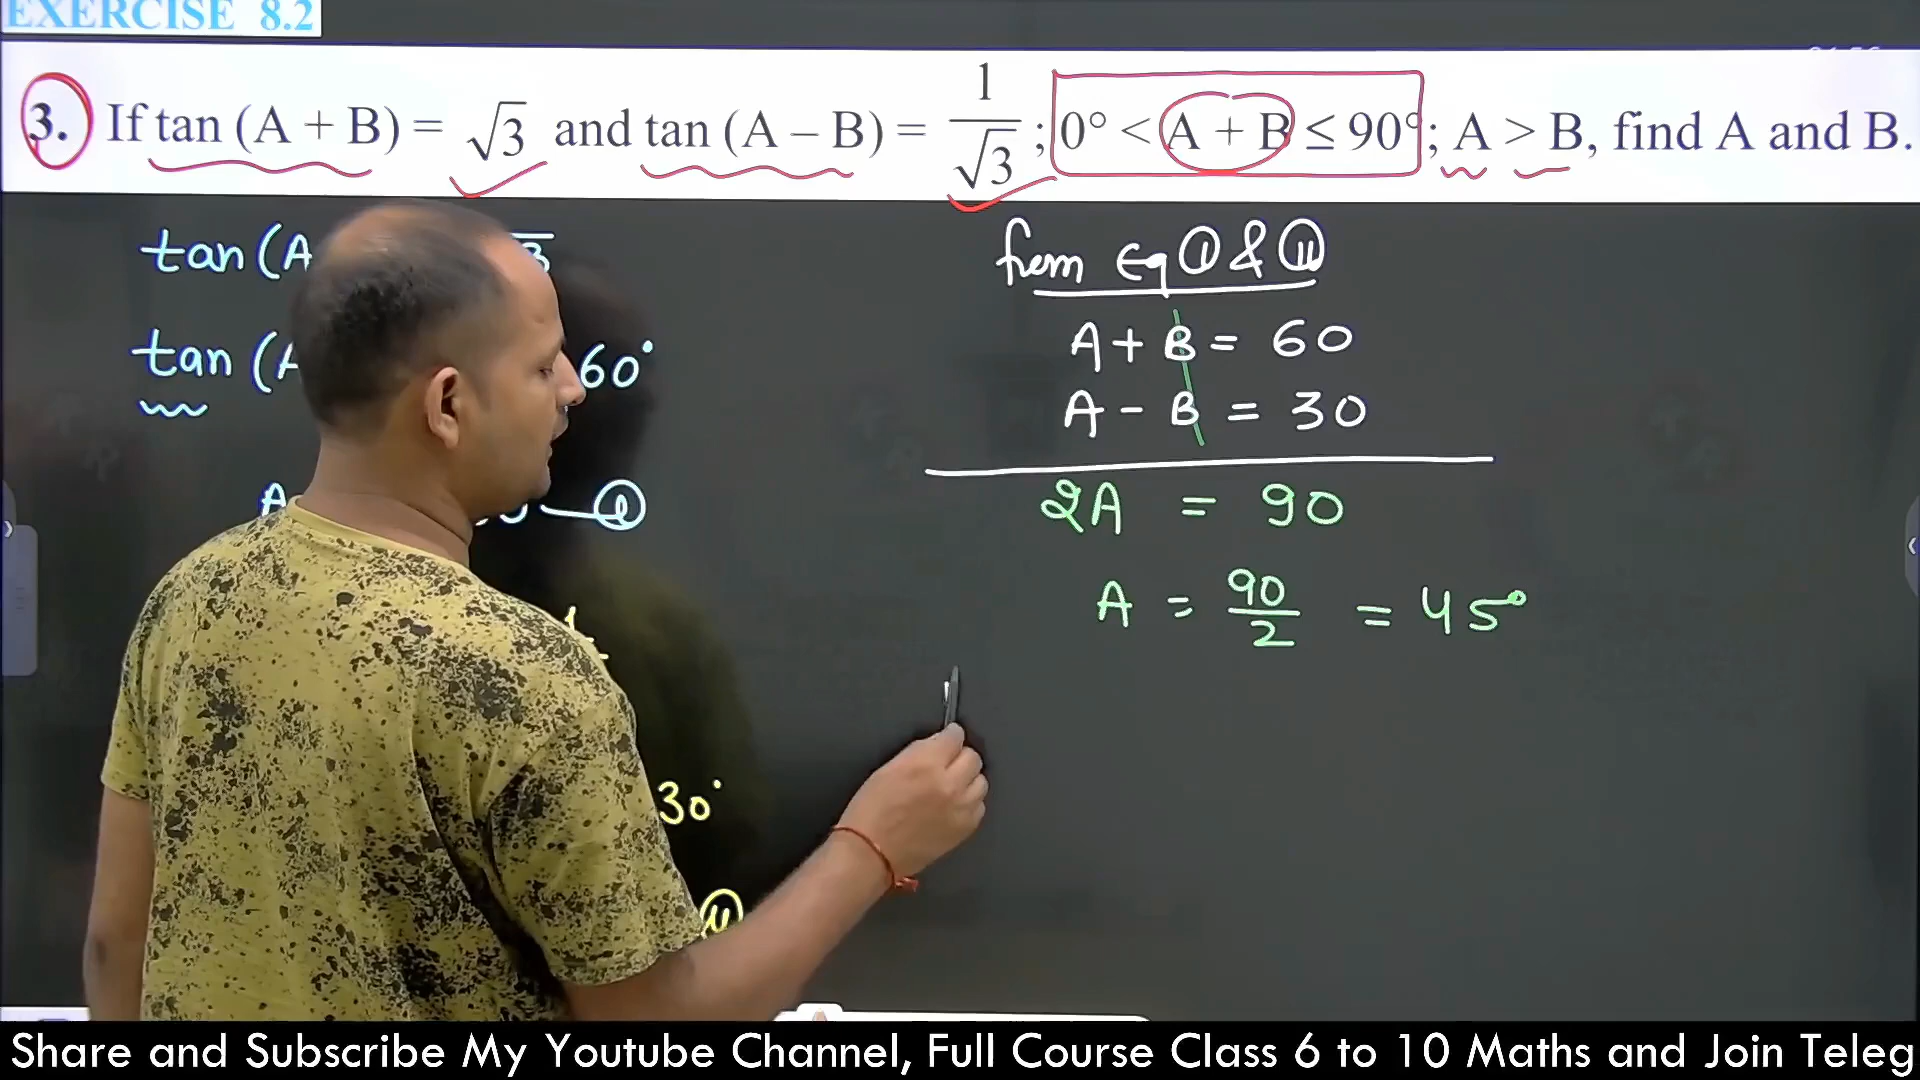 EXERCISE 8.2
3. If tan (A + B) = √3 and tan (A – B) = 1/√3 ; 0° < A + B ≤ 90° ; A > B, find A and B.
tan (A
tan (A 60°
A ①
30°
⑪
from eq ① & ⑪
A + B = 60
A - B = 30
2A = 90
A = 90/2 = 45°
Share and Subscribe My Youtube Channel, Full Course Class 6 to 10 Maths and Join Teleg